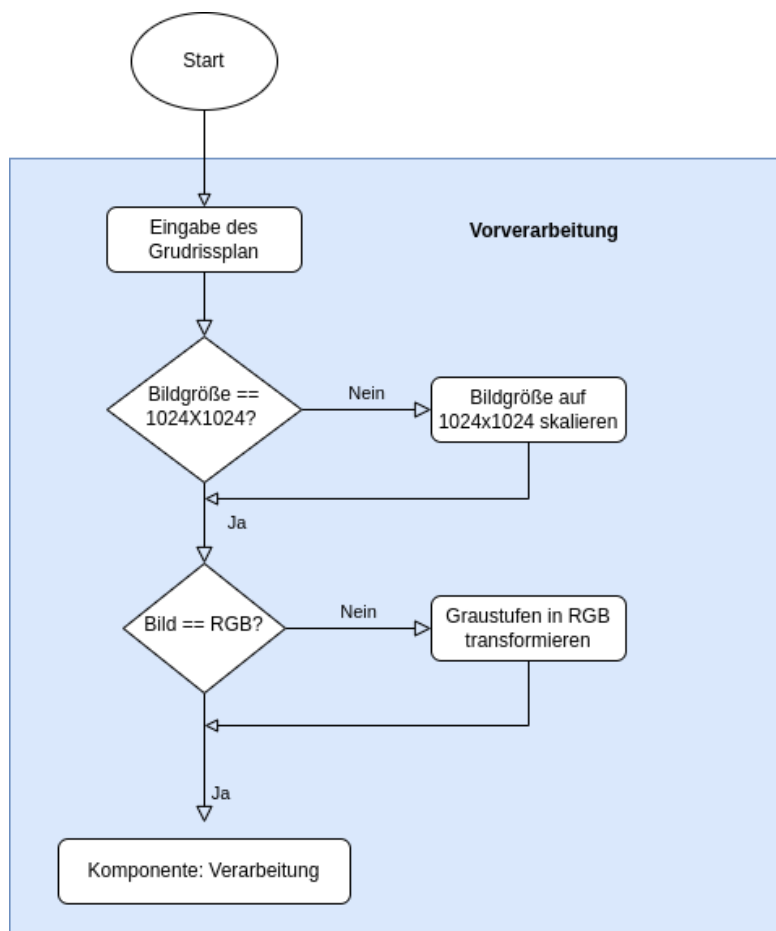 Start
Eingabe des
Grudrissplan
Vorverarbeitung
Bildgröße ==
1024X1024?
Nein
Bildgröße auf
1024x1024 skalieren
Ja
Bild == RGB?
Nein
Graustufen in RGB
transformieren
Ja
Komponente: Verarbeitung